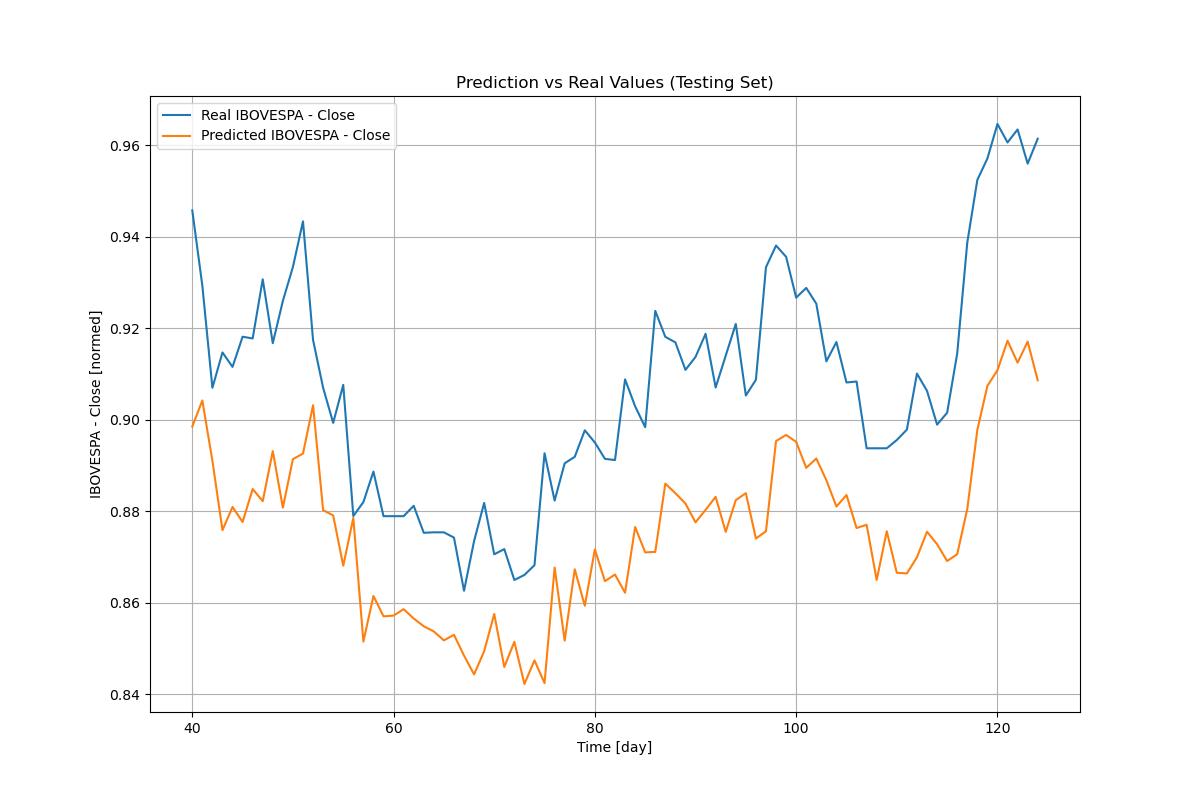 Prediction vs Real Values (Testing Set)
Real IBOVESPA - Close
Predicted IBOVESPA - Close
IBOVESPA - Close [normed]
0.96
0.94
0.92
0.90
0.88
0.86
0.84
40
60
80
100
120
Time [day]